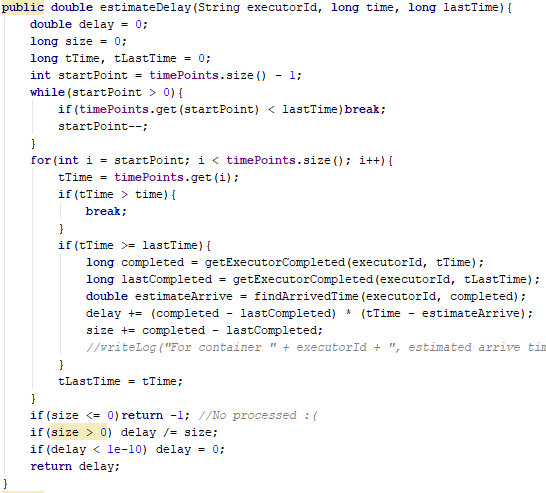 public double estimateDelay(String executorId, long time, long lastTime){
    double delay = 0;
    long size = 0;
    long tTime, tLastTime = 0;
    int startPoint = timePoints.size() - 1;
    while(startPoint > 0){
        if(timePoints.get(startPoint) < lastTime)break;
        startPoint--;
    }
    for(int i = startPoint; i < timePoints.size(); i++){
        tTime = timePoints.get(i);
        if(tTime > time){
            break;
        }
        if(tTime >= lastTime){
            long completed = getExecutorCompleted(executorId, tTime);
            long lastCompleted = getExecutorCompleted(executorId, tLastTime);
            double estimateArrive = findArrivedTime(executorId, completed);
            delay += (completed - lastCompleted) * (tTime - estimateArrive);
            size += completed - lastCompleted;
            //writeLog("For container " + executorId + ", estimated arrive tim
        }
        tLastTime = tTime;
    }
    if(size <= 0)return -1; //No processed :(
    if(size > 0) delay /= size;
    if(delay < 1e-10) delay = 0;
    return delay;
}